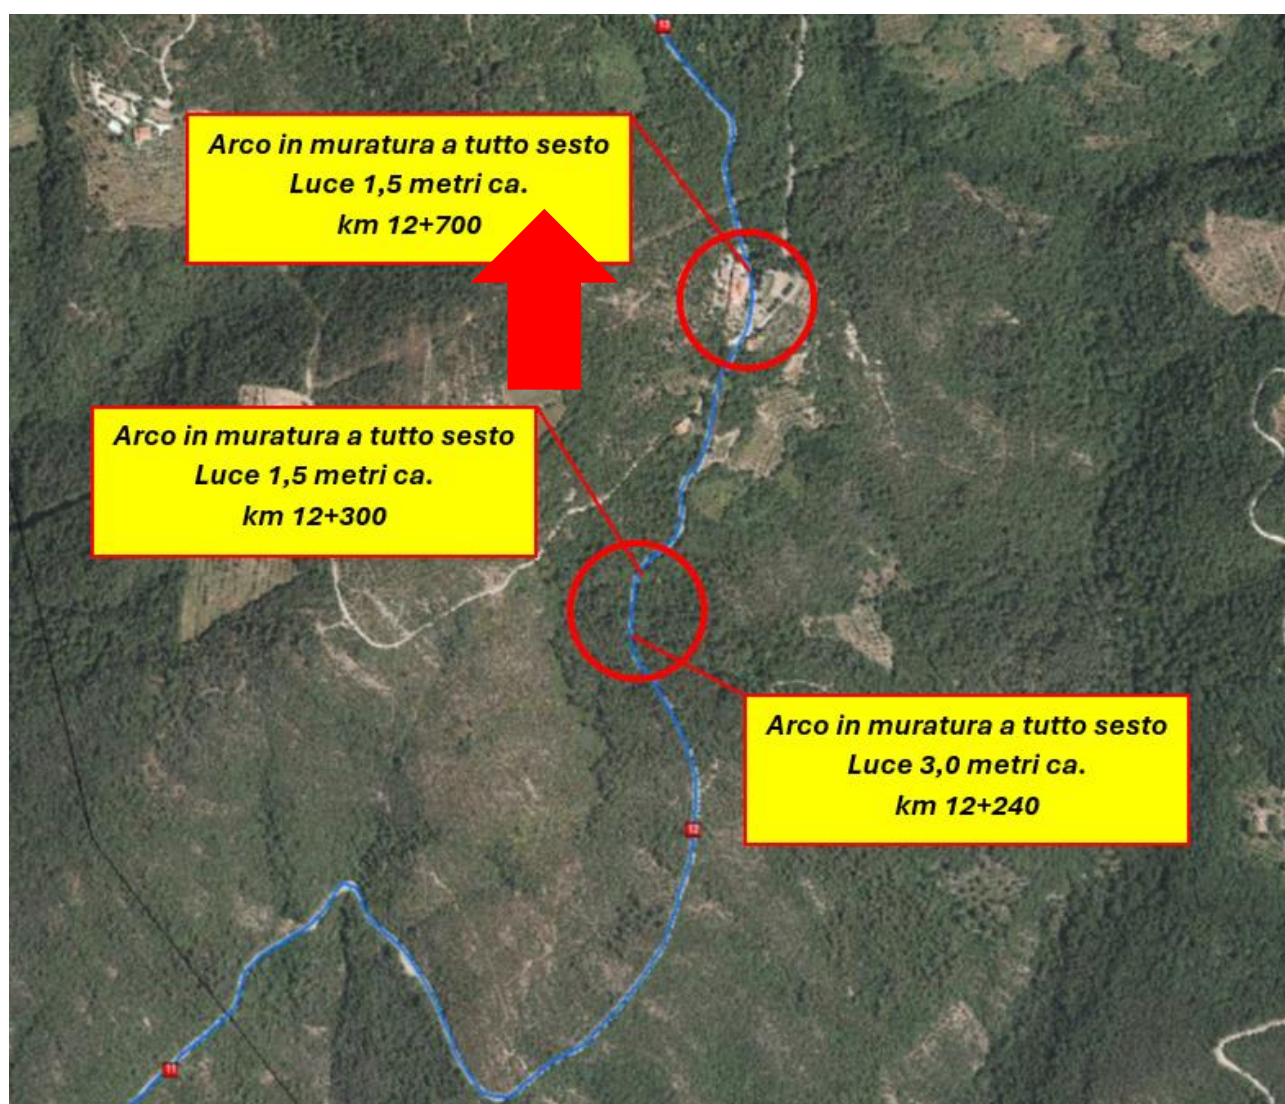 13
Arco in muratura a tutto sesto
Luce 1,5 metri ca.
km 12+700
Arco in muratura a tutto sesto
Luce 1,5 metri ca.
km 12+300
Arco in muratura a tutto sesto
Luce 3,0 metri ca.
km 12+240
12
11